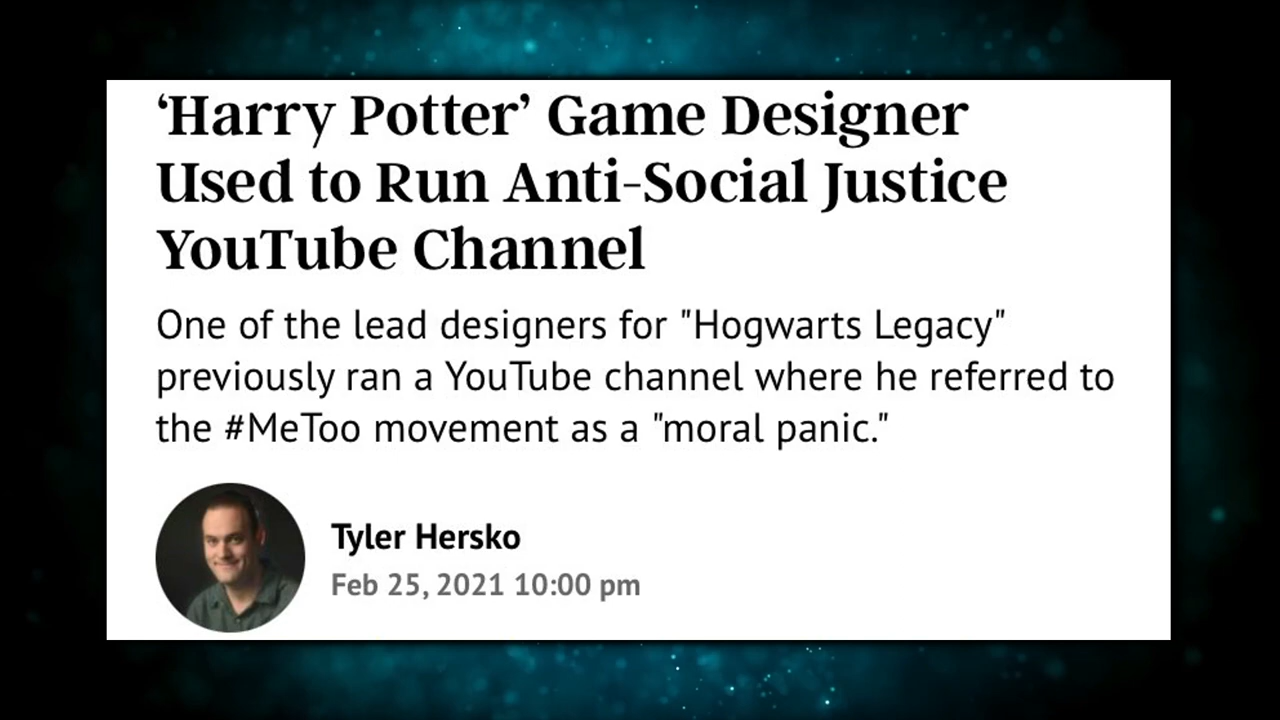 ‘Harry Potter’ Game Designer
Used to Run Anti-Social Justice
YouTube Channel
One of the lead designers for "Hogwarts Legacy"
previously ran a YouTube channel where he referred to
the #MeToo movement as a "moral panic."
Tyler Hersko
Feb 25, 2021 10:00 pm